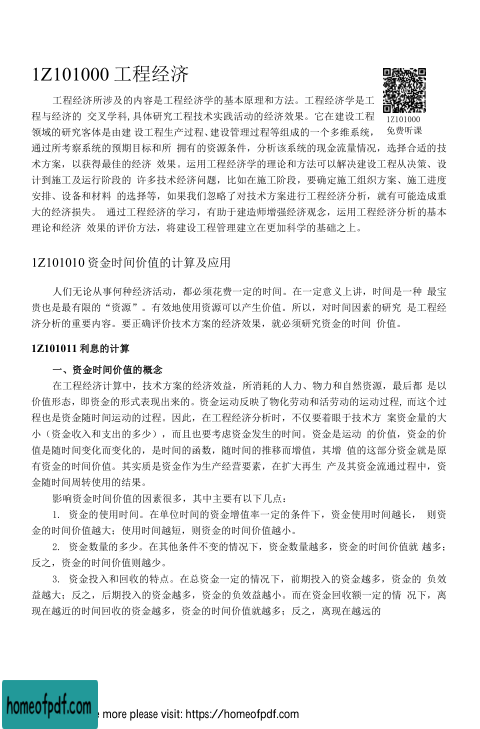 1Z101000 工程经济
工程经济所涉及的内容是工程经济学的基本原理和方法。工程经济学是工
程与经济的 交叉学科,具体研究工程技术实践活动的经济效果。它在建设工程
领域的研究客体是由建 设工程生产过程、建设管理过程等组成的一个多维系统,
通过所考察系统的预期目标和所 拥有的资源条件，分析该系统的现金流量情况，选择合适的技
术方案，以获得最佳的经济 效果。运用工程经济学的理论和方法可以解决建设工程从决策、设
计到施工及运行阶段的 许多技术经济问题，比如在施工阶段，要确定施工组织方案、施工进度
安排、设备和材料 的选择等，如果我们忽略了对技术方案进行工程经济分析，就有可能造成重
大的经济损失。 通过工程经济的学习，有助于建造师增强经济观念，运用工程经济分析的基本
理论和经济 效果的评价方法，将建设工程管理建立在更加科学的基础之上。
1Z101000
免费听课
1Z101010 资金时间价值的计算及应用
人们无论从事何种经济活动，都必须花费一定的时间。在一定意义上讲，时间是一种 最宝
贵也是最有限的“资源”。有效地使用资源可以产生价值。所以，对时间因素的研究 是工程经
济分析的重要内容。要正确评价技术方案的经济效果，就必须研究资金的时间 价值。
1Z101011 利息的计算
一、资金时间价值的概念
在工程经济计算中，技术方案的经济效益，所消耗的人力、物力和自然资源，最后都 是以
价值形态，即资金的形式表现出来的。资金运动反映了物化劳动和活劳动的运动过程, 而这个过
程也是资金随时间运动的过程。因此，在工程经济分析时，不仅要着眼于技术方 案资金量的大
小（资金收入和支出的多少），而且也要考虑资金发生的时间。资金是运动 的价值，资金的价
值是随时间变化而变化的，是时间的函数，随时间的推移而增值，其增 值的这部分资金就是原
有资金的时间价值。其实质是资金作为生产经营要素，在扩大再生 产及其资金流通过程中，资
金随时间周转使用的结果。
影响资金时间价值的因素很多，其中主要有以下几点：
1. 资金的使用时间。在单位时间的资金增值率一定的条件下，资金使用时间越长， 则资
金的时间价值越大；使用时间越短，则资金的时间价值越小。
2. 资金数量的多少。在其他条件不变的情况下，资金数量越多，资金的时间价值就 越多；
反之，资金的时间价值则越少。
3. 资金投入和回收的特点。在总资金一定的情况下，前期投入的资金越多，资金的 负效
益越大；反之，后期投入的资金越多，资金的负效益越小。而在资金回收额一定的情 况下，离
现在越近的时间回收的资金越多，资金的时间价值就越多；反之，离现在越远的
homeofpdf.com
e more please visit: https://homeofpdf.com